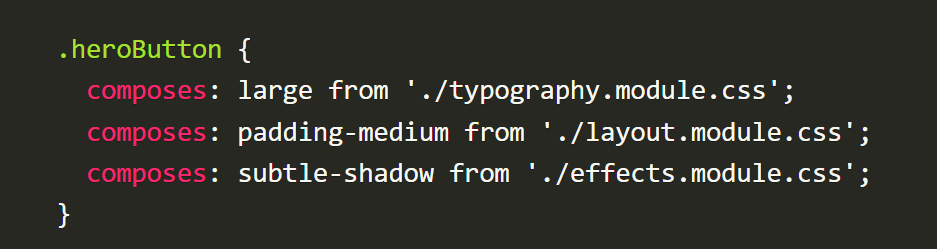 .heroButton {
  composes: large from './typography.module.css';
  composes: padding-medium from './layout.module.css';
  composes: subtle-shadow from './effects.module.css';
}